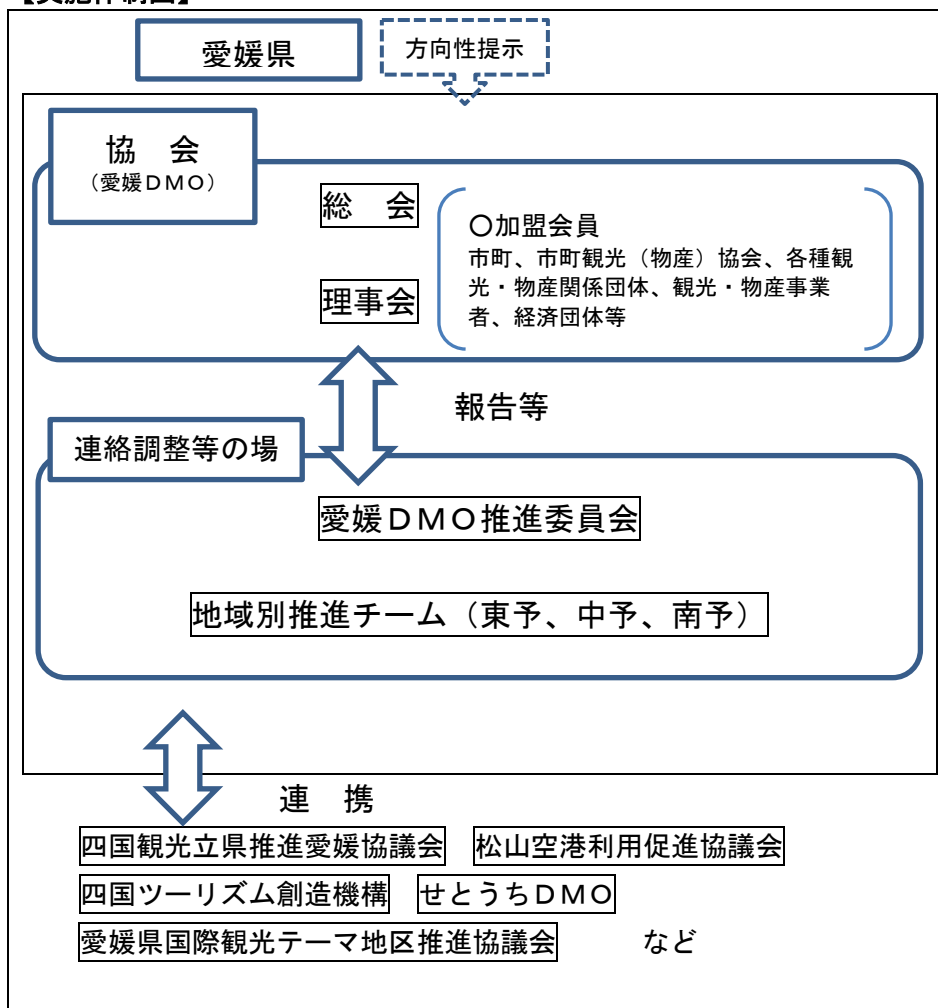 【実施体制図】
愛媛県
方向性提示
協　会
（愛媛ＤＭＯ）
総　会
理事会
〇加盟会員
市町、市町観光（物産）協会、各種観
光・物産関係団体、観光・物産事業
者、経済団体等
報告等
連絡調整等の場
愛媛ＤＭＯ推進委員会
地域別推進チーム（東予、中予、南予）
連　携
四国観光立県推進愛媛協議会　松山空港利用促進協議会
四国ツーリズム創造機構　せとうちＤＭＯ
愛媛県国際観光テーマ地区推進協議会　など